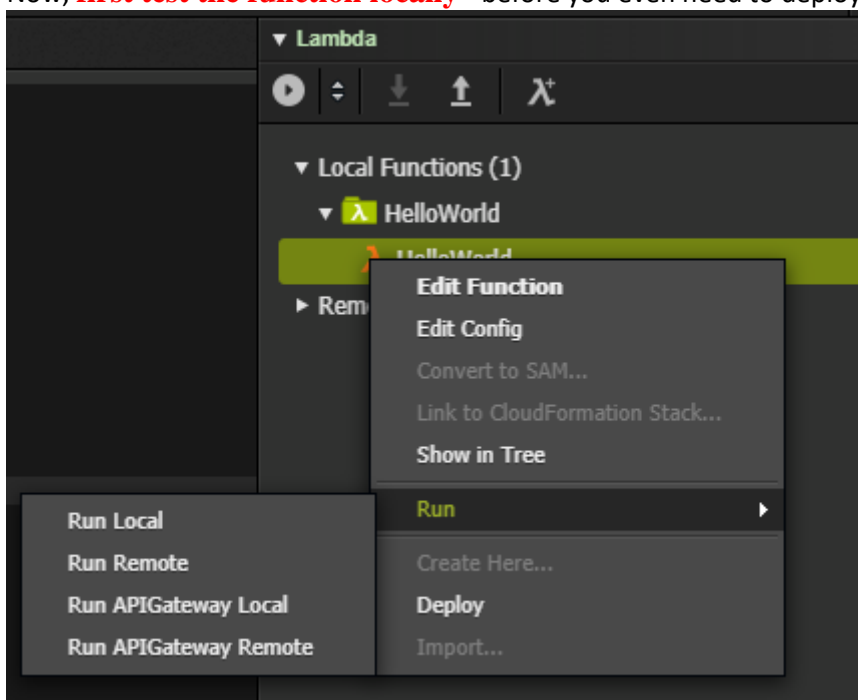 Now, first test the function locally - before you even need to deploy
Lambda
Local Functions (1)
HelloWorld
HelloWorld
Edit Function
Rem
Edit Config
Convert to SAM...
Link to CloudFormation Stack...
Show in Tree
Run
Run Local
Run Remote
Create Here...
Run APIGateway Local
Deploy
Run APIGateway Remote
Import...